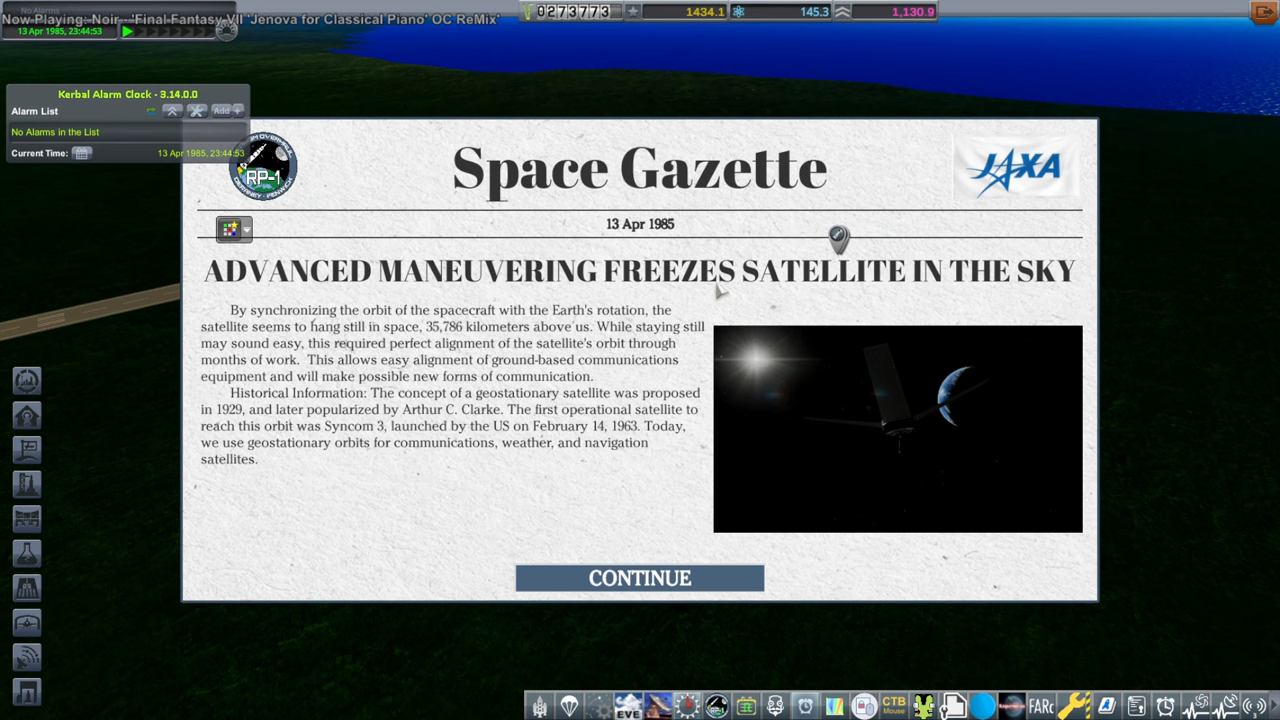 No Alarms
Now Playing: Noir - 'Final Fantasy VII 'Jenova for Classical Piano' OC ReMix'
13 Apr 1985, 23:44:53
0273773
1434.1
145.3
1,130.9
Kerbal Alarm Clock - 3.14.0.0
Alarm List
Add +
No Alarms in the List
Current Time:
13 Apr 1985, 23:44:53
RP-1
Space Gazette
JAXA
13 Apr 1985
ADVANCED MANEUVERING FREEZES SATELLITE IN THE SKY
By synchronizing the orbit of the spacecraft with the Earth's rotation, the
satellite seems to hang still in space, 35,786 kilometers above us. While staying still
may sound easy, this required perfect alignment of the satellite's orbit through
months of work. This allows easy alignment of ground-based communications
equipment and will make possible new forms of communication.
Historical Information: The concept of a geostationary satellite was proposed
in 1929, and later popularized by Arthur C. Clarke. The first operational satellite to
reach this orbit was Syncom 3, launched by the US on February 14, 1963. Today,
we use geostationary orbits for communications, weather, and navigation
satellites.
CONTINUE
EVE
RP-1
CTB
Mouse
FAR